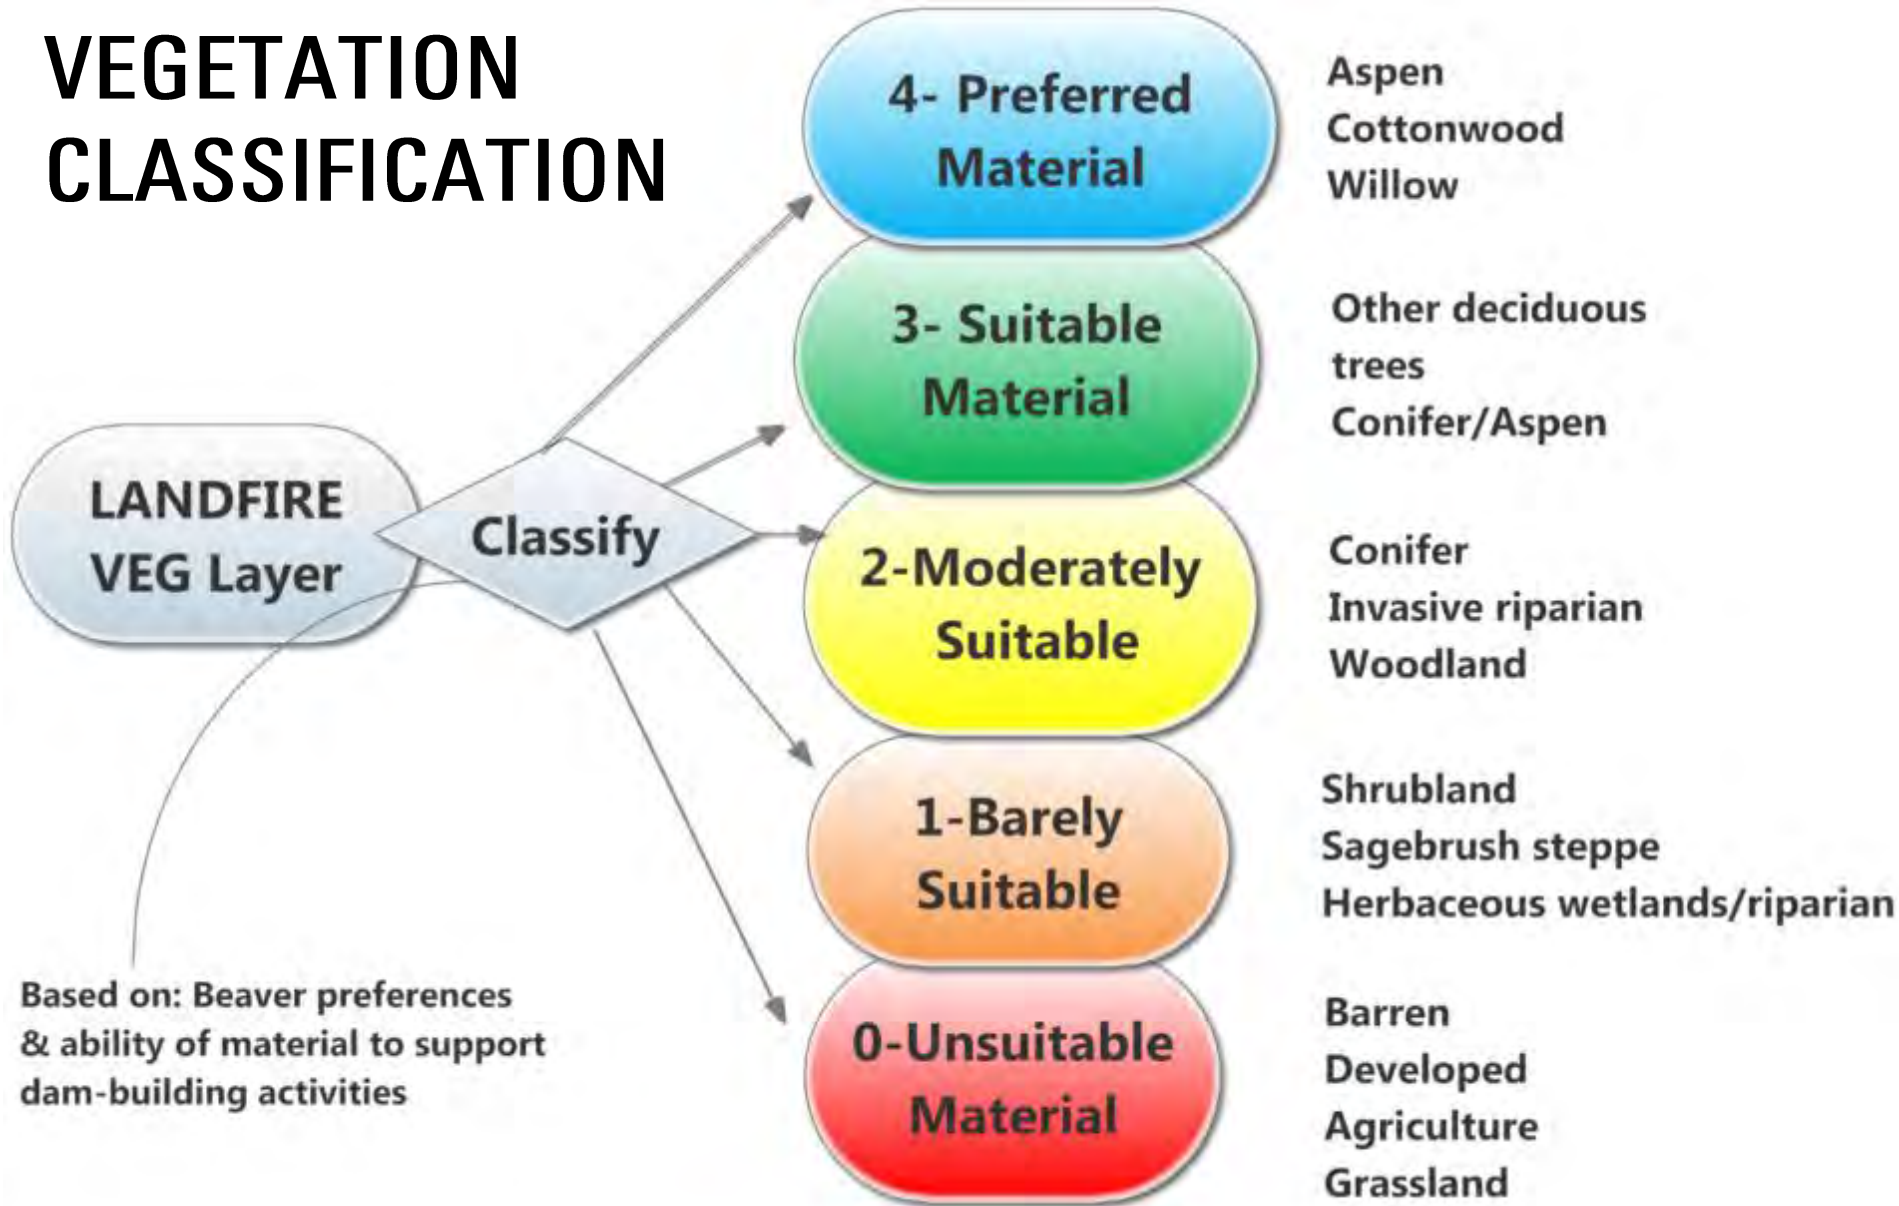 VEGETATION
CLASSIFICATION
LANDFIRE
VEG Layer
Classify
Based on: Beaver preferences
& ability of material to support
dam-building activities
4- Preferred
Material
Aspen
Cottonwood
Willow
3- Suitable
Material
Other deciduous
trees
Conifer/Aspen
2-Moderately
Suitable
Conifer
Invasive riparian
Woodland
1-Barely
Suitable
Shrubland
Sagebrush steppe
Herbaceous wetlands/riparian
0-Unsuitable
Material
Barren
Developed
Agriculture
Grassland